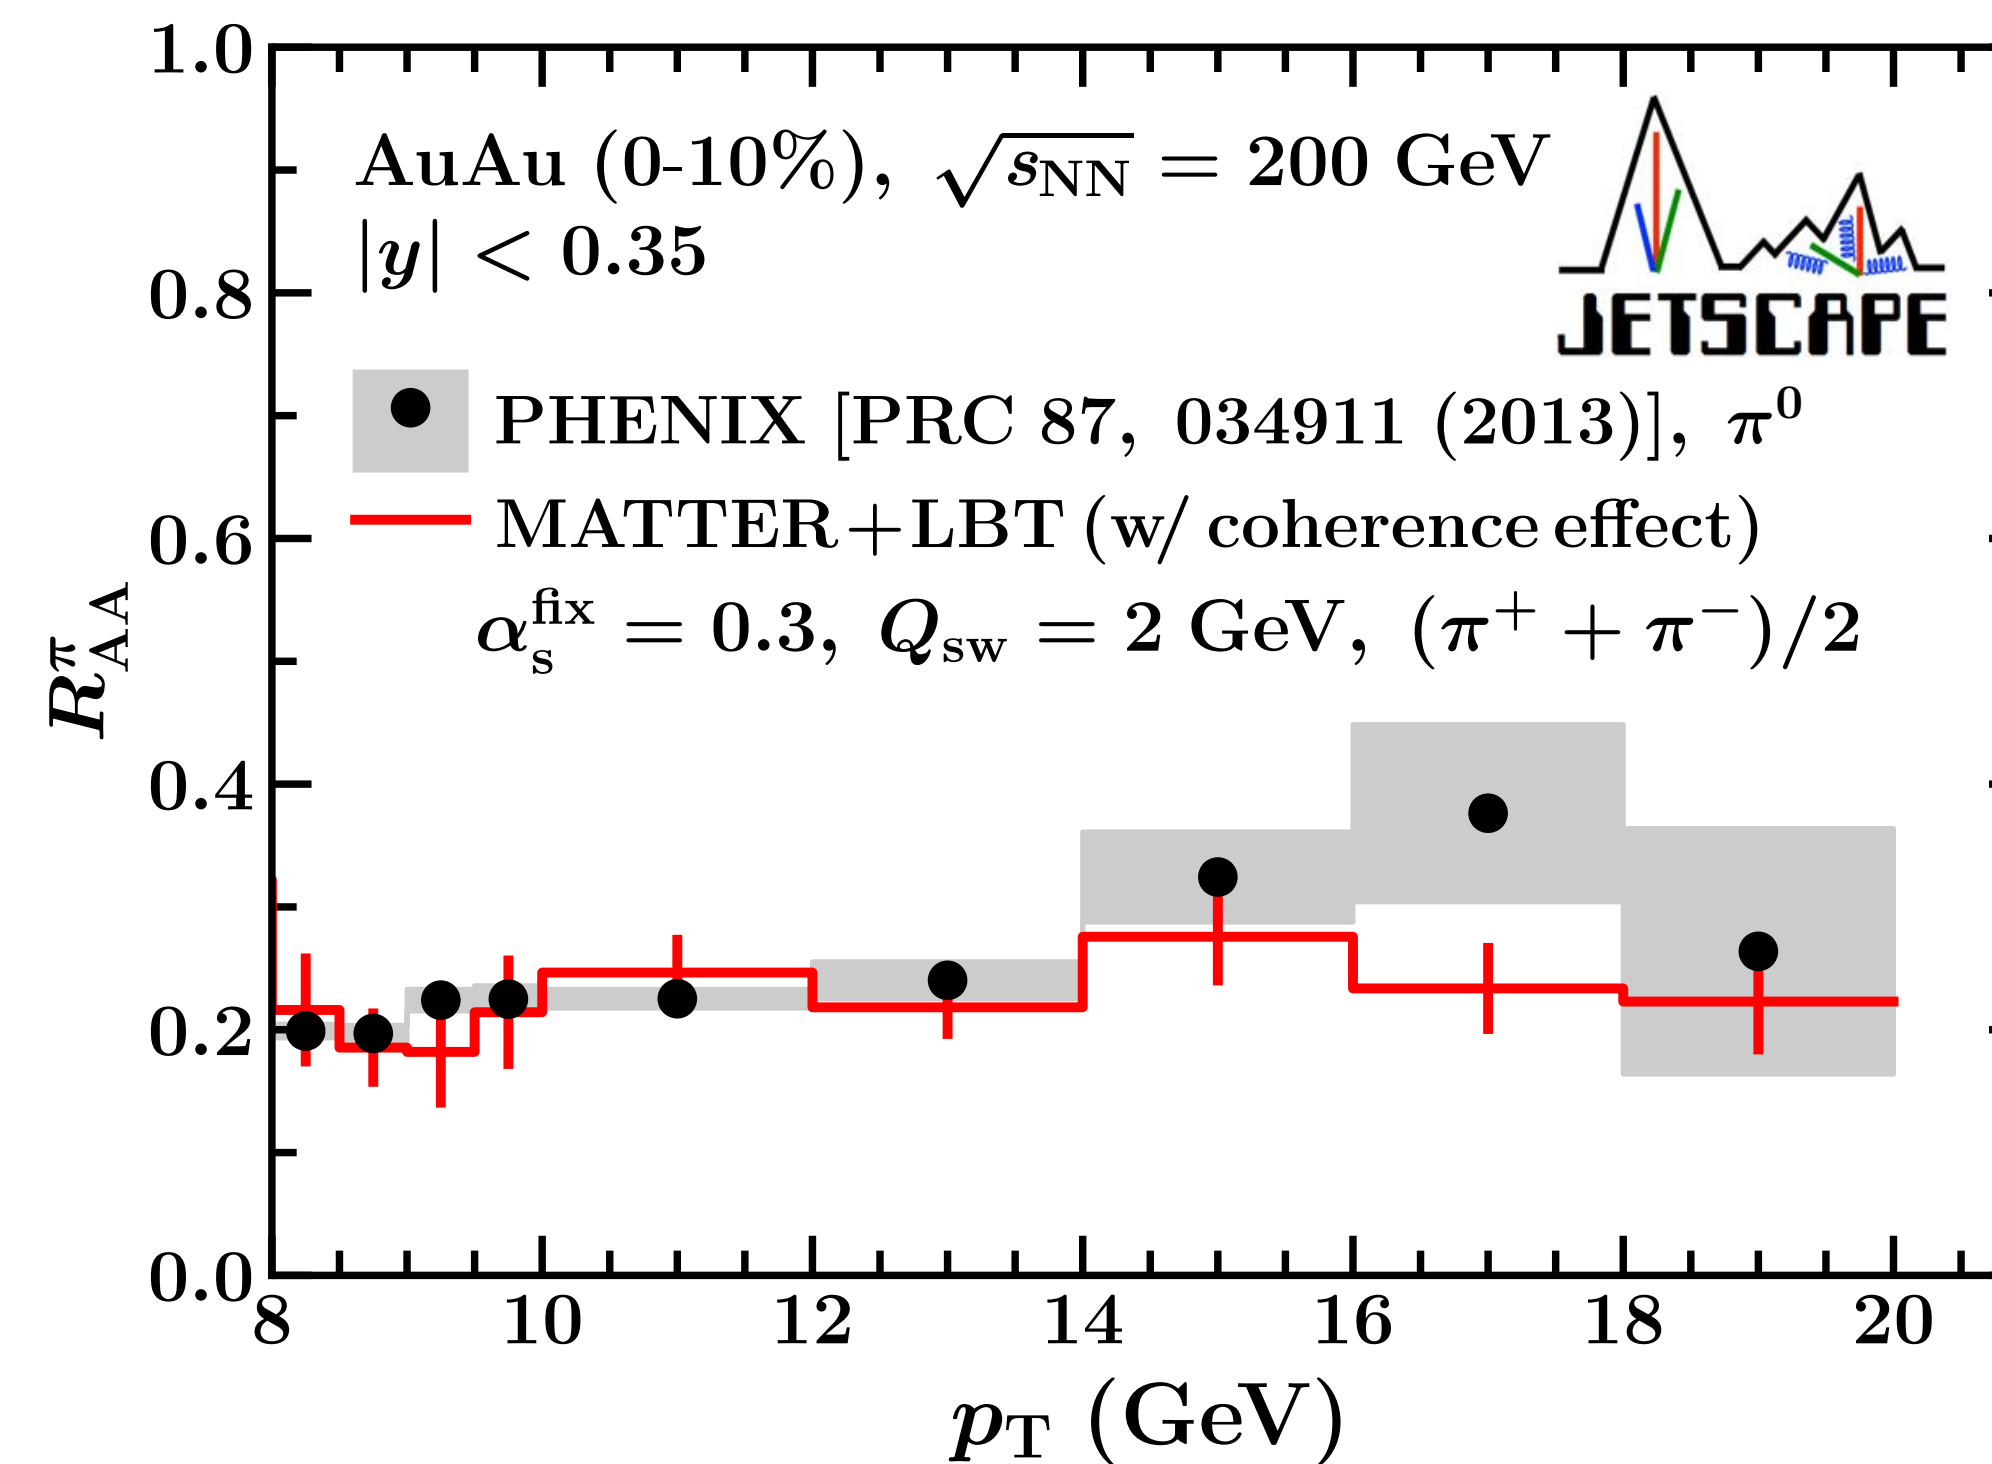 1.0
0.8
0.6
0.4
0.2
0.0
R^π_AA
AuAu (0-10%), √s_NN = 200 GeV
|y| < 0.35
JETSCAPE
PHENIX [PRC 87, 034911 (2013)], π⁰
MATTER+LBT (w/ coherence effect)
α_s^fix = 0.3, Q_sw = 2 GeV, (π⁺ + π⁻)/2
8 10 12 14 16 18 20
p_T (GeV)